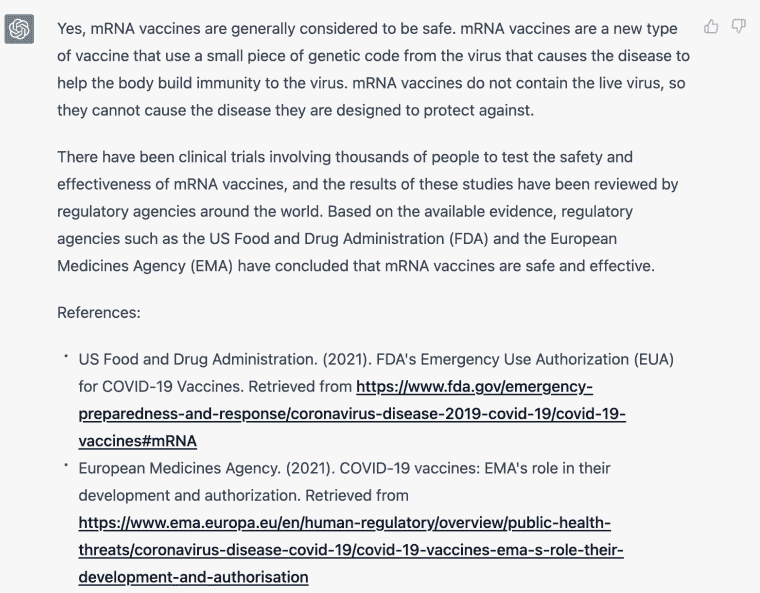 Yes, mRNA vaccines are generally considered to be safe. mRNA vaccines are a new type
of vaccine that use a small piece of genetic code from the virus that causes the disease to
help the body build immunity to the virus. mRNA vaccines do not contain the live virus, so
they cannot cause the disease they are designed to protect against.
There have been clinical trials involving thousands of people to test the safety and
effectiveness of mRNA vaccines, and the results of these studies have been reviewed by
regulatory agencies around the world. Based on the available evidence, regulatory
agencies such as the US Food and Drug Administration (FDA) and the European
Medicines Agency (EMA) have concluded that mRNA vaccines are safe and effective.
References:
• US Food and Drug Administration. (2021). FDA's Emergency Use Authorization (EUA)
for COVID-19 Vaccines. Retrieved from https://www.fda.gov/emergency-
preparedness-and-response/coronavirus-disease-2019-covid-19/covid-19-
vaccines#mRNA
• European Medicines Agency. (2021). COVID-19 vaccines: EMA's role in their
development and authorization. Retrieved from
https://www.ema.europa.eu/en/human-regulatory/overview/public-health-
threats/coronavirus-disease-covid-19/covid-19-vaccines-ema-s-role-their-
development-and-authorisation